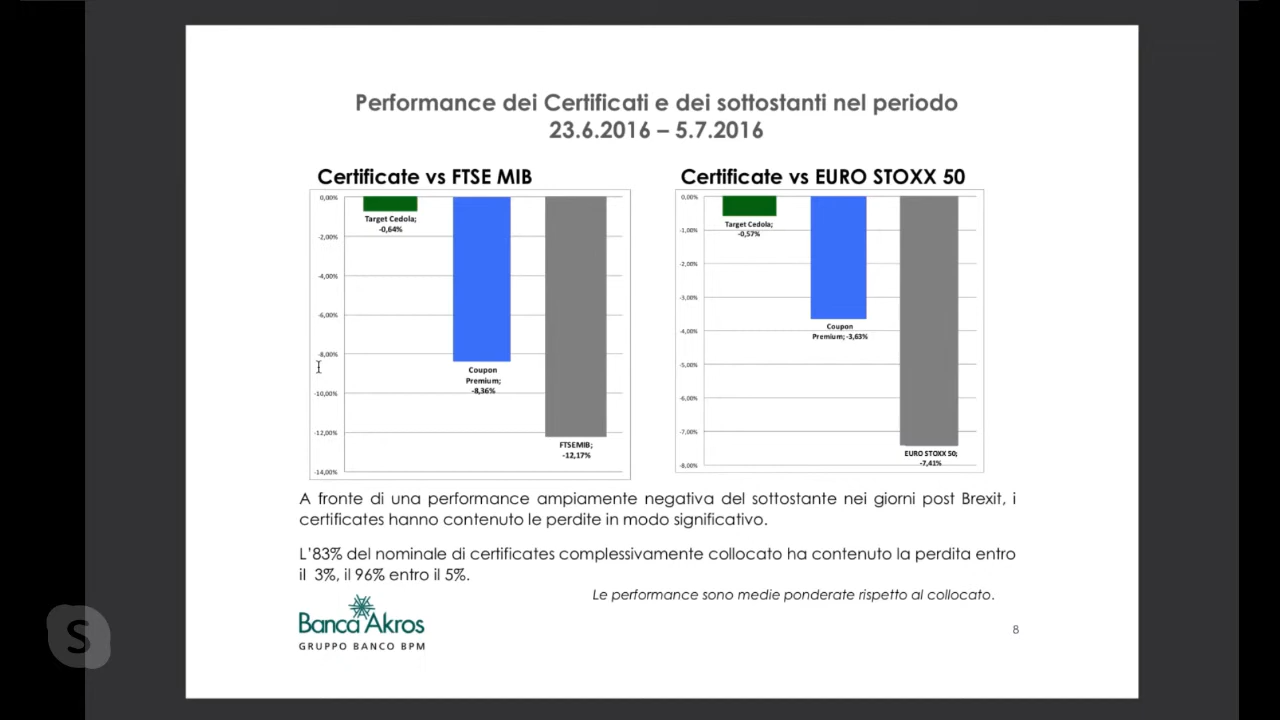 Performance dei Certificati e dei sottostanti nel periodo
23.6.2016 – 5.7.2016
Certificate vs FTSE MIB
0,00%
-2,00%
-4,00%
-6,00%
-8,00%
-10,00%
-12,00%
-14,00%
Target Cedola;
-0,64%
Coupon
Premium;
-8,36%
FTSEMIB;
-12,17%
Certificate vs EURO STOXX 50
0,00%
-1,00%
-2,00%
-3,00%
-4,00%
-5,00%
-6,00%
-7,00%
-8,00%
Target Cedola;
-0,57%
Coupon
Premium; -3,63%
EURO STOXX 50;
-7,41%
A fronte di una performance ampiamente negativa del sottostante nei giorni post Brexit, i
certificates hanno contenuto le perdite in modo significativo.
L'83% del nominale di certificates complessivamente collocato ha contenuto la perdita entro
il 3%, il 96% entro il 5%.
Le performance sono medie ponderate rispetto al collocato.
Banca Akros
GRUPPO BANCO BPM
8
S